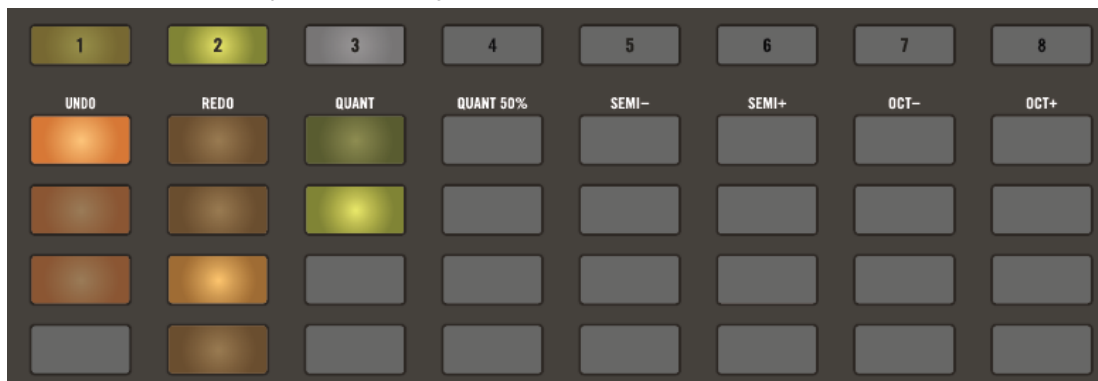 1 2 3 4 5 6 7 8
UNDO REDO QUANT QUANT 50% SEMI– SEMI+ OCT– OCT+